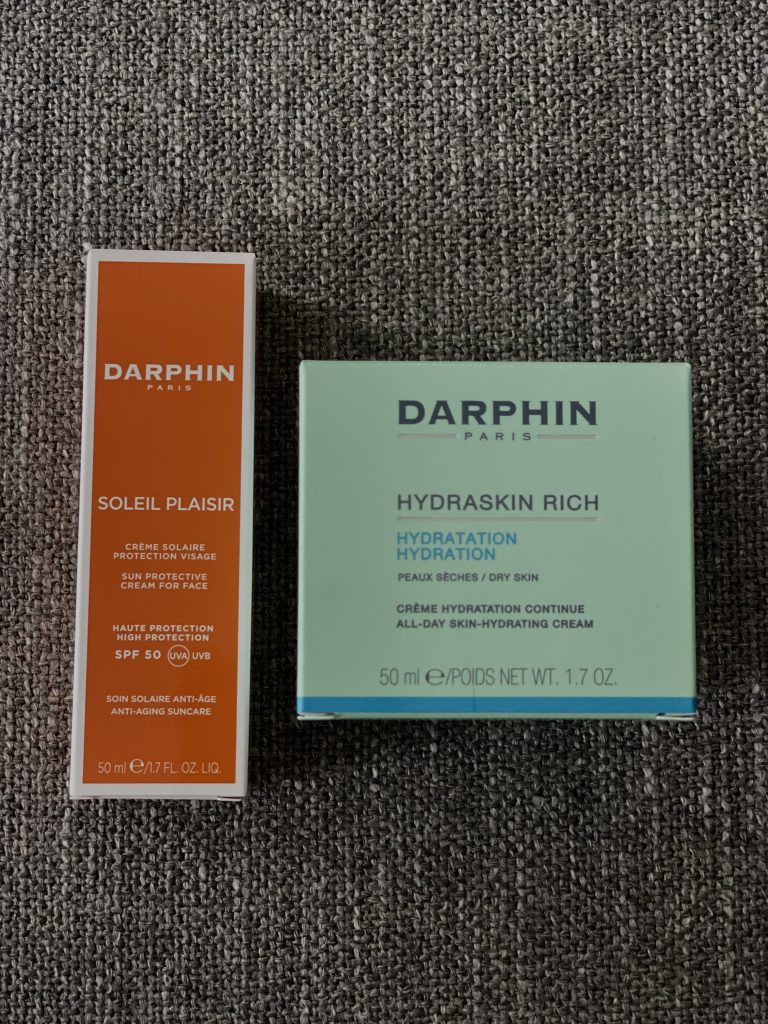 DARPHIN
PARIS
SOLEIL PLAISIR
CRÈME SOLAIRE
PROTECTION VISAGE
SUN PROTECTIVE
CREAM FOR FACE
HAUTE PROTECTION
HIGH PROTECTION
SPF 50 UVA UVB
SOIN SOLAIRE ANTI-ÂGE
ANTI-AGING SUNCARE
50 ml ℮/1.7 FL. OZ. LIQ.
DARPHIN
PARIS
HYDRASKIN RICH
HYDRATATION
HYDRATION
PEAUX SÈCHES / DRY SKIN
CRÈME HYDRATATION CONTINUE
ALL-DAY SKIN-HYDRATING CREAM
50 ml ℮/POIDS NET WT. 1.7 OZ.